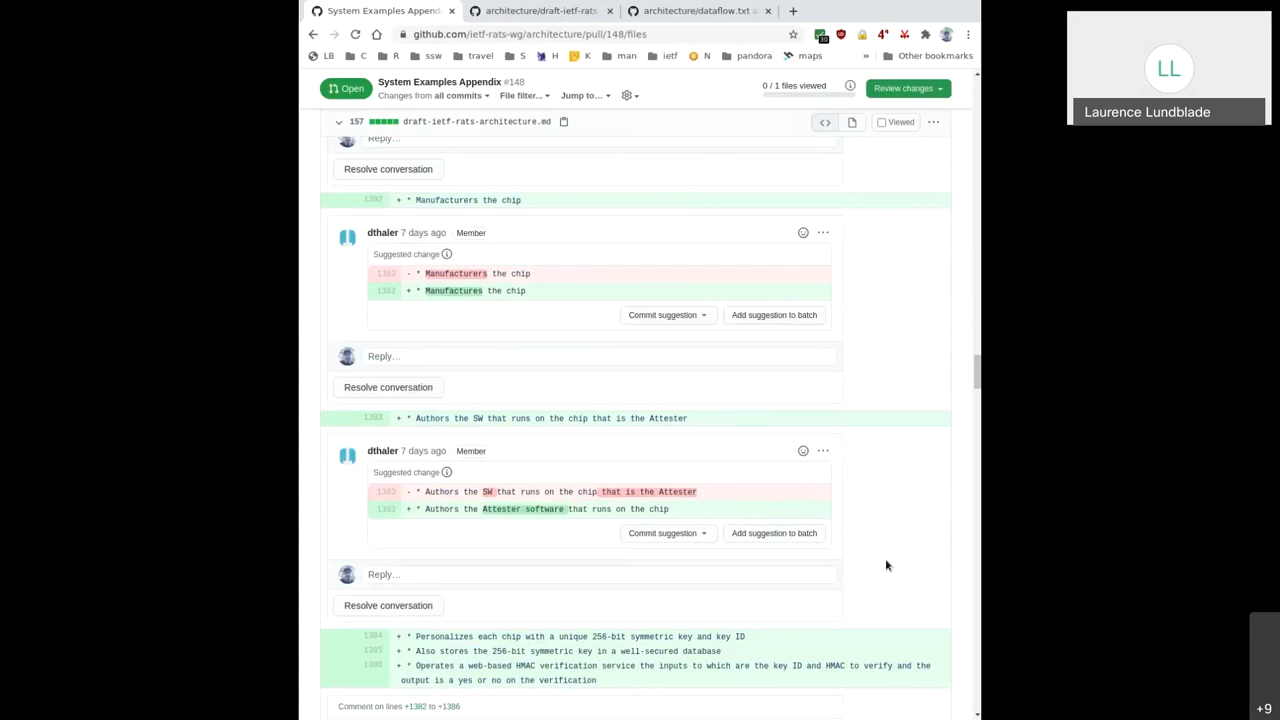 System Examples Appendi
architecture/draft-ietf-rats-
architecture/dataflow.txt a
github.com/ietf-rats-wg/architecture/pull/148/files
LB
C
R
ssw
travel
S
H
K
man
ietf
N
pandora
maps
»
Other bookmarks
Open
System Examples Appendix #148
Changes from all commits
File filter...
Jump to...
0 / 1 files viewed
Review changes
157
draft-ietf-rats-architecture.md
Viewed
Reply...
Resolve conversation
1382 + * Manufacturers the chip
dthaler 7 days ago Member
Suggested change
1382 - * Manufacturers the chip
1382 + * Manufactures the chip
Commit suggestion
Add suggestion to batch
Reply...
Resolve conversation
1383 + * Authors the SW that runs on the chip that is the Attester
dthaler 7 days ago Member
Suggested change
1383 - * Authors the SW that runs on the chip that is the Attester
1383 + * Authors the Attester software that runs on the chip
Commit suggestion
Add suggestion to batch
Reply...
Resolve conversation
1384 + * Personalizes each chip with a unique 256-bit symmetric key and key ID
1385 + * Also stores the 256-bit symmetric key in a well-secured database
1386 + * Operates a web-based HMAC verification service the inputs to which are the key ID and HMAC to verify and the
output is a yes or no on the verification
Comment on lines +1382 to +1386
LL
Laurence Lundblade
+9